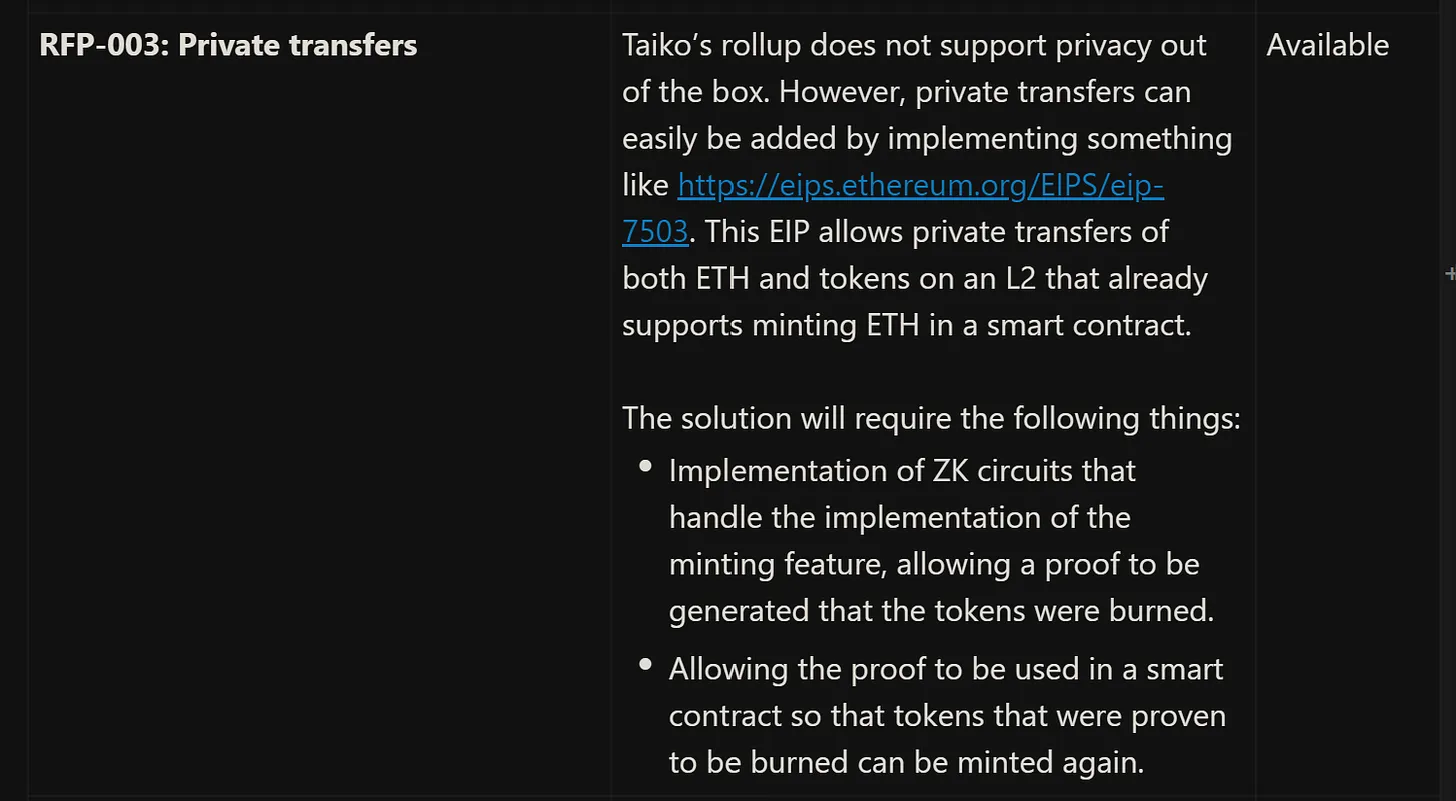 RFP-003: Private transfers
Taiko’s rollup does not support privacy out
of the box. However, private transfers can
easily be added by implementing something
like https://eips.ethereum.org/EIPS/eip-
7503. This EIP allows private transfers of
both ETH and tokens on an L2 that already
supports minting ETH in a smart contract.
The solution will require the following things:
• Implementation of ZK circuits that
handle the implementation of the
minting feature, allowing a proof to be
generated that the tokens were burned.
• Allowing the proof to be used in a smart
contract so that tokens that were proven
to be burned can be minted again.
Available
+